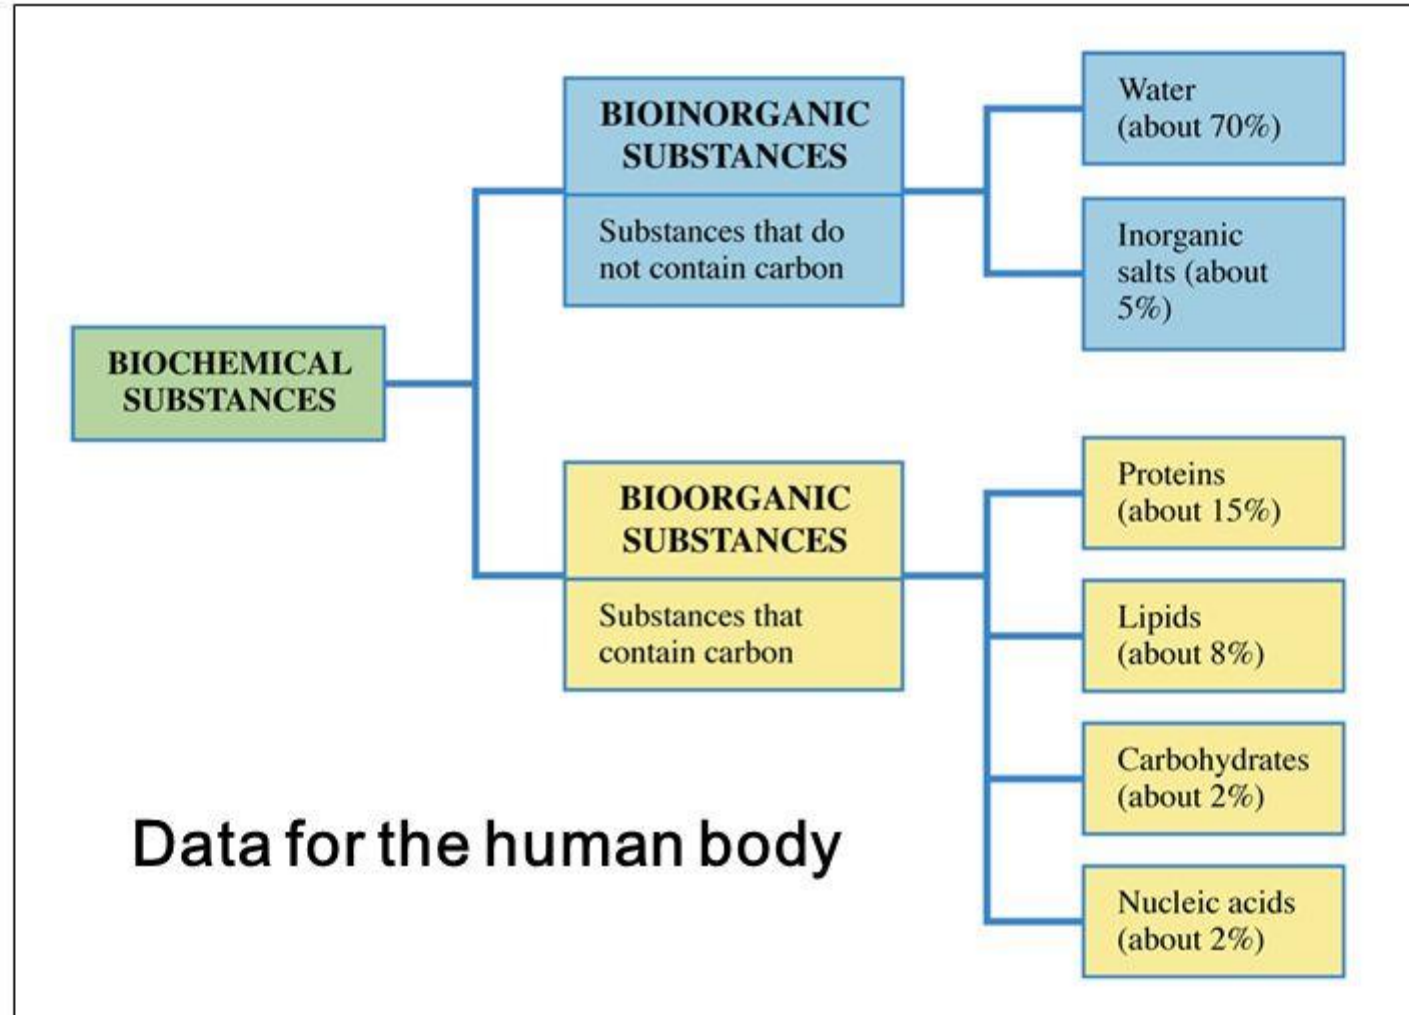 BIOCHEMICAL
SUBSTANCES
BIOINORGANIC
SUBSTANCES
Substances that do
not contain carbon
Water
(about 70%)
Inorganic
salts (about
5%)
BIOORGANIC
SUBSTANCES
Substances that
contain carbon
Proteins
(about 15%)
Lipids
(about 8%)
Carbohydrates
(about 2%)
Nucleic acids
(about 2%)
Data for the human body